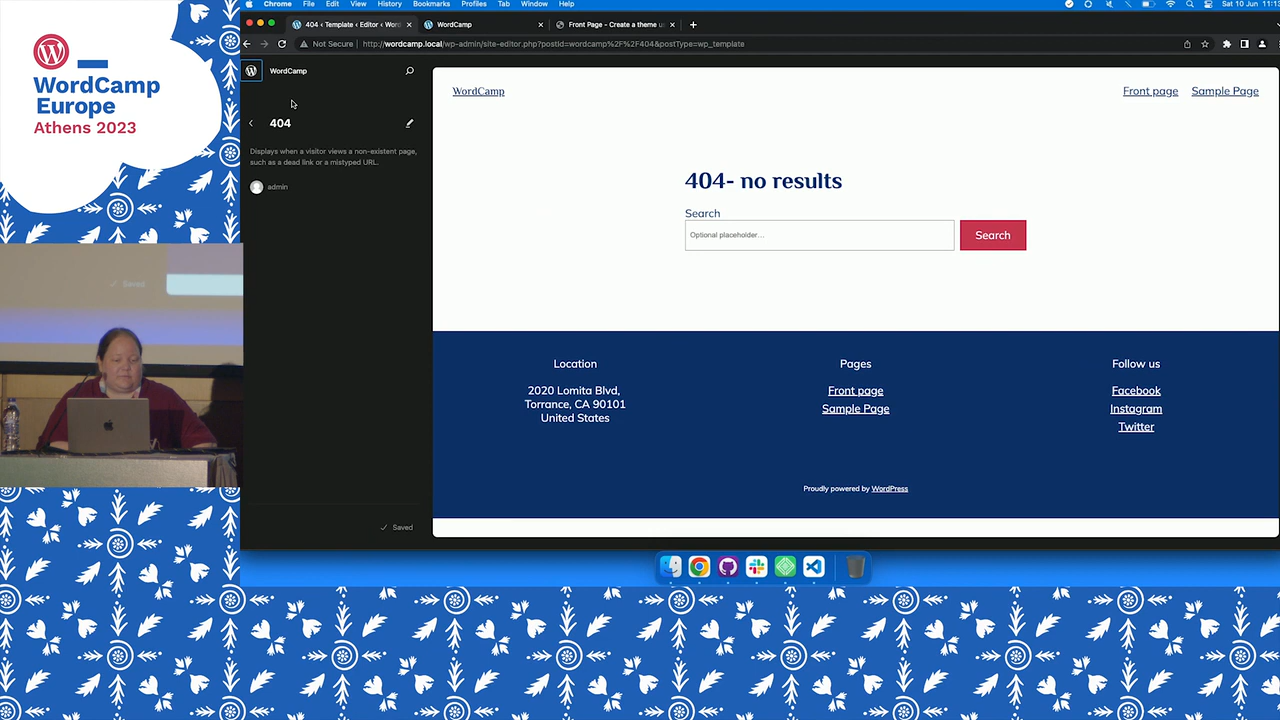 WordCamp
Europe
Athens 2023
Chrome File Edit View History Bookmarks Profiles Tab Window Help
Sat 10 Jun
404 ‹ Template ‹ Editor ‹ Wor
WordCamp
Front Page - Create a theme u
Not Secure
http://wordcamp.local/wp-admin/site-editor.php?postId=wordcamp%2F%2F404&postType=wp_template
WordCamp
404
Displays when a visitor views a non-existent page,
such as a dead link or a mistyped URL.
admin
Saved
WordCamp
Front page
Sample Page
404- no results
Search
Optional placeholder...
Search
Location
2020 Lomita Blvd,
Torrance, CA 90101
United States
Pages
Front page
Sample Page
Follow us
Facebook
Instagram
Twitter
Proudly powered by WordPress
Saved